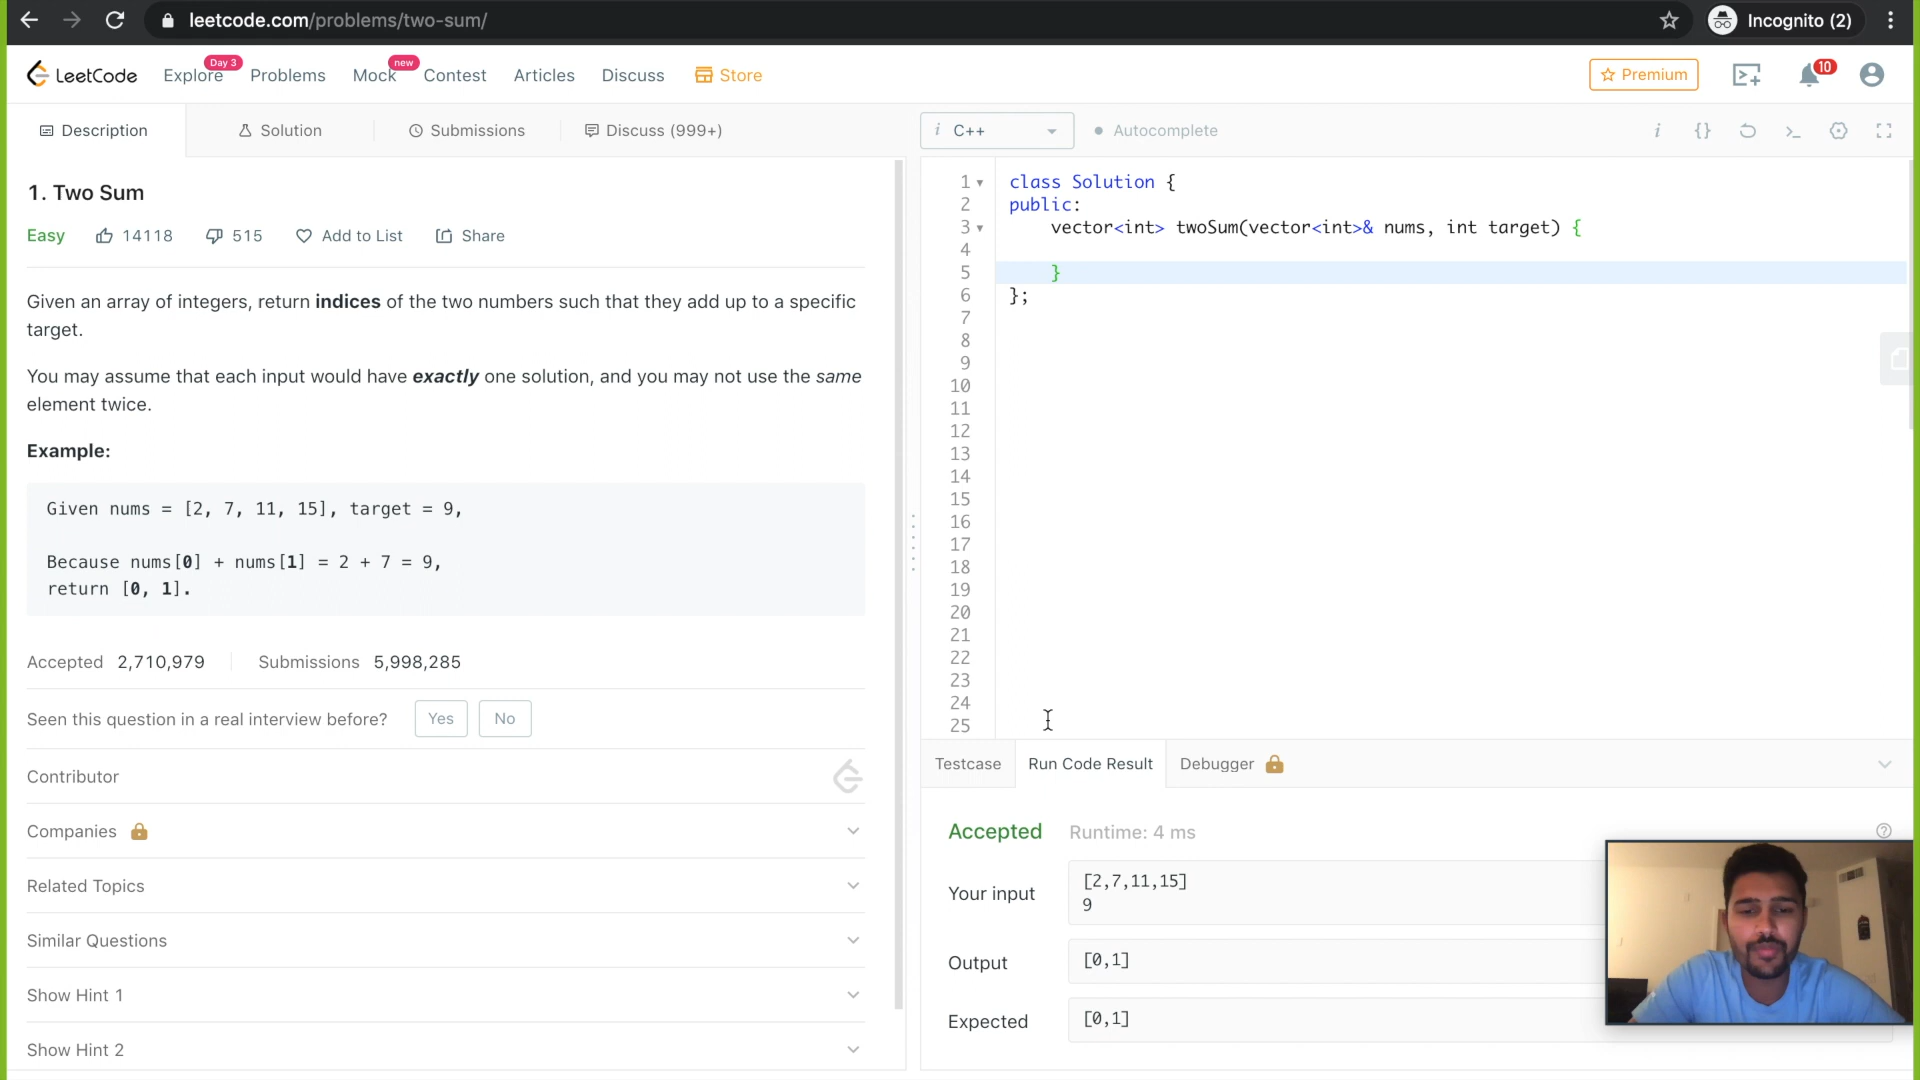 leetcode.com/problems/two-sum/
Incognito (2)
LeetCode
Explore
Day 3
Problems
Mock
new
Contest
Articles
Discuss
Store
Premium
10
Description
Solution
Submissions
Discuss (999+)
1. Two Sum
Easy
14118
515
Add to List
Share
Given an array of integers, return indices of the two numbers such that they add up to a specific
target.
You may assume that each input would have exactly one solution, and you may not use the same
element twice.
Example:
Given nums = [2, 7, 11, 15], target = 9,
Because nums[0] + nums[1] = 2 + 7 = 9,
return [0, 1].
Accepted 2,710,979
Submissions 5,998,285
Seen this question in a real interview before?
Yes
No
Contributor
Companies
Related Topics
Similar Questions
Show Hint 1
Show Hint 2
i C++
Autocomplete
i {}
1 class Solution {
2 public:
3 vector<int> twoSum(vector<int>& nums, int target) {
4
5 }
6 };
7
8
9
10
11
12
13
14
15
16
17
18
19
20
21
22
23
24
25
Testcase
Run Code Result
Debugger
Accepted
Runtime: 4 ms
Your input
[2,7,11,15]
9
Output
[0,1]
Expected
[0,1]